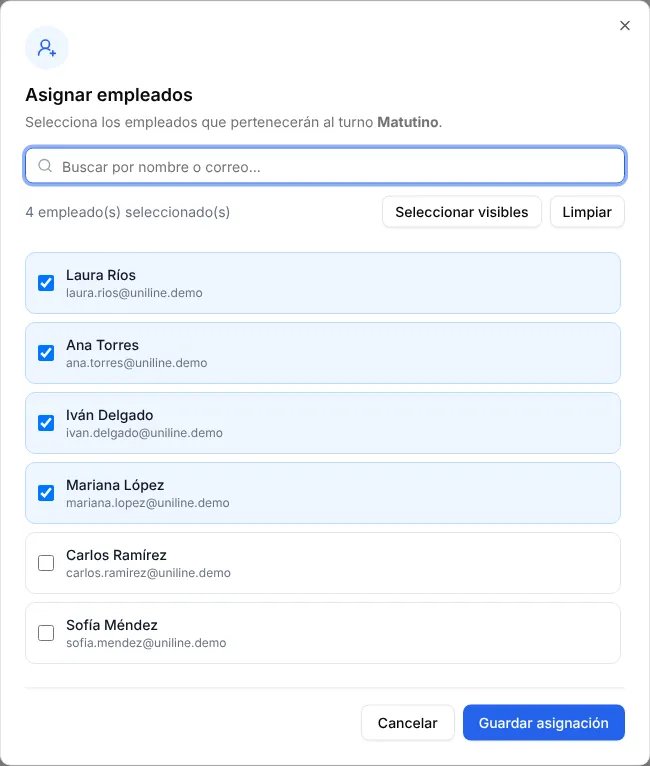 Asignar empleados
Selecciona los empleados que pertenecerán al turno Matutino.
Buscar por nombre o correo...
4 empleado(s) seleccionado(s)
Seleccionar visibles
Limpiar
Laura Ríos
laura.rios@uniline.demo
Ana Torres
ana.torres@uniline.demo
Iván Delgado
ivan.delgado@uniline.demo
Mariana López
mariana.lopez@uniline.demo
Carlos Ramírez
carlos.ramirez@uniline.demo
Sofía Méndez
sofia.mendez@uniline.demo
Cancelar
Guardar asignación